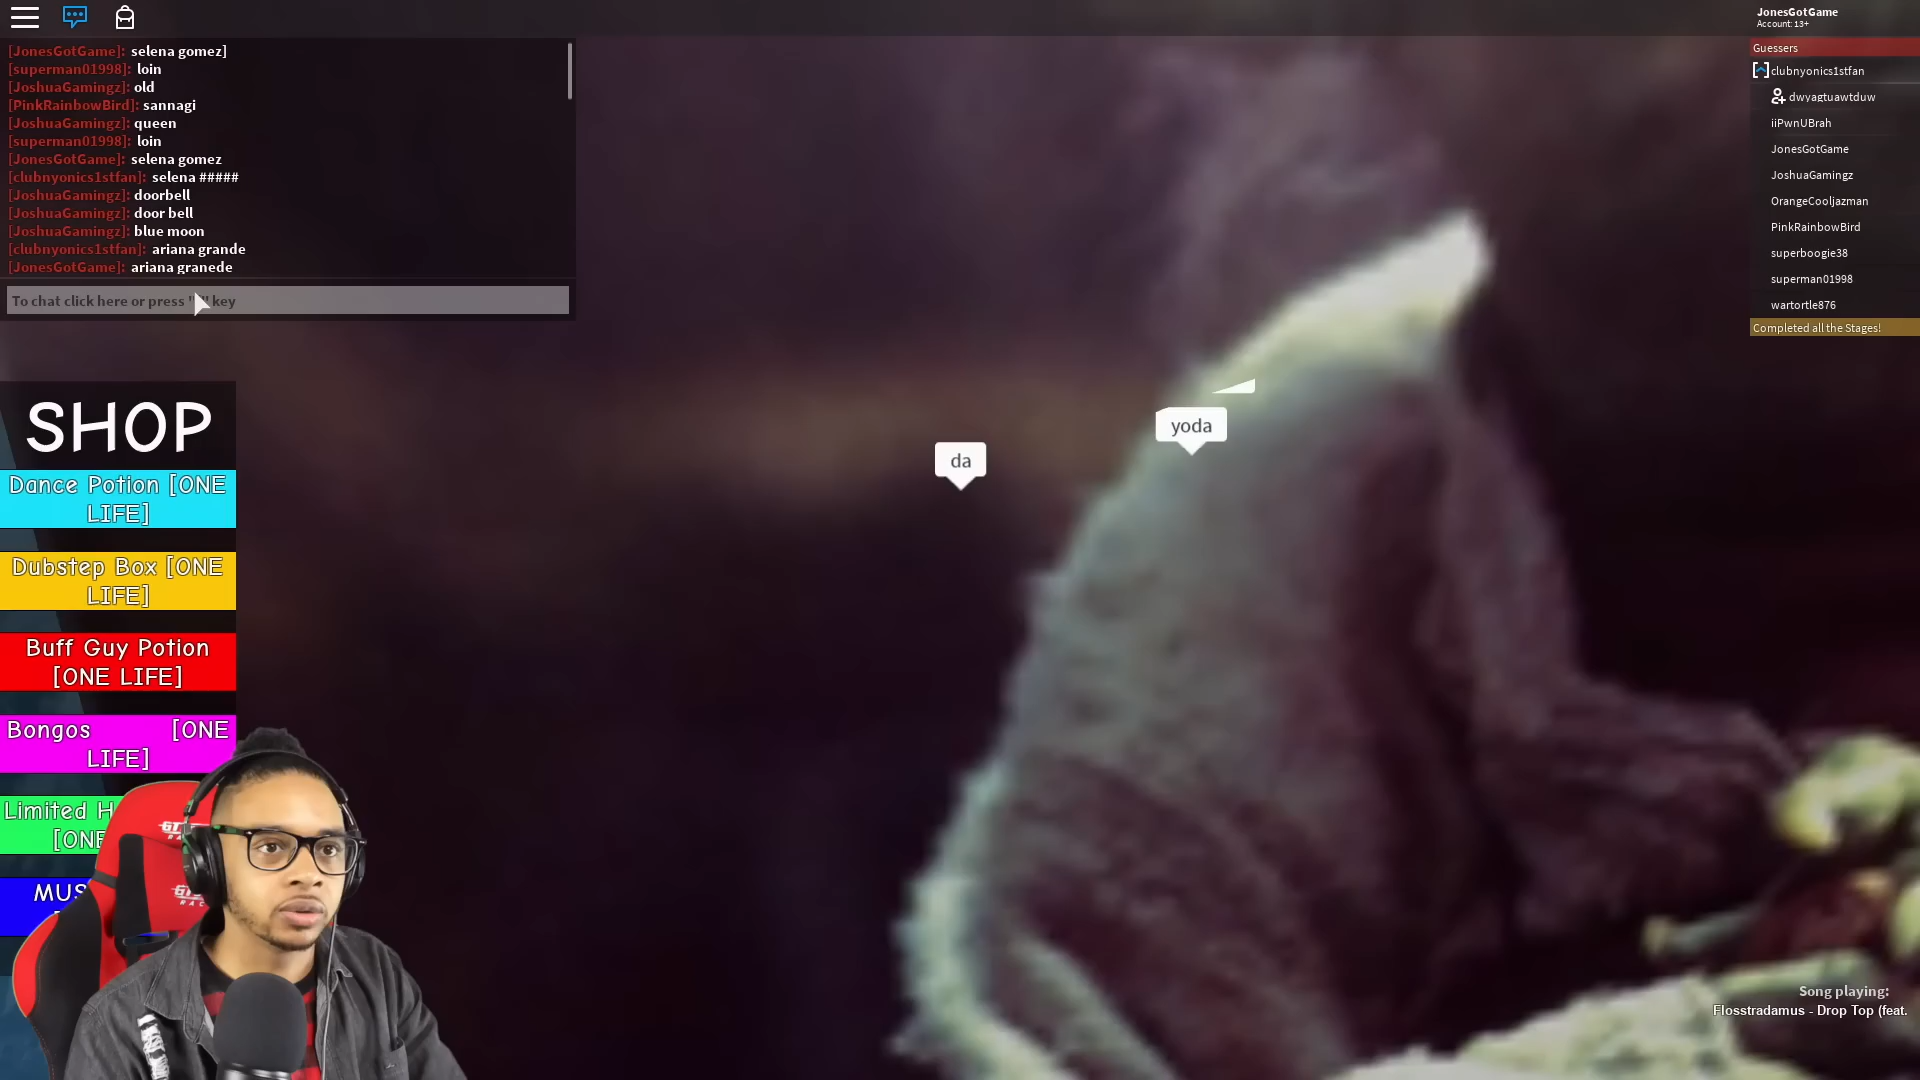 JonesGotGame
Account: 13+
[JonesGotGame]: selena gomez]
[superman01998]: loin
[JoshuaGamingz]: old
[PinkRainbowBird]: sannagi
[JoshuaGamingz]: queen
[superman01998]: loin
[JonesGotGame]: selena gomez
[clubnyonics1stfan]: selena #####
[JoshuaGamingz]: doorbell
[JoshuaGamingz]: door bell
[JoshuaGamingz]: blue moon
[clubnyonics1stfan]: ariana grande
[JonesGotGame]: ariana granede
To chat click here or press " " key
Guessers
clubnyonics1stfan
dwyagtuawtduw
iiPwnUBrah
JonesGotGame
JoshuaGamingz
OrangeCooljazman
PinkRainbowBird
superboogie38
superman01998
wartortle876
Completed all the Stages!
yoda
da
SHOP
Dance Potion [ONE
LIFE]
Dubstep Box [ONE
LIFE]
Buff Guy Potion
[ONE LIFE]
Bongos [ONE
LIFE]
Limited H
[ONE
MUS
Song playing:
Flosstradamus - Drop Top (feat.